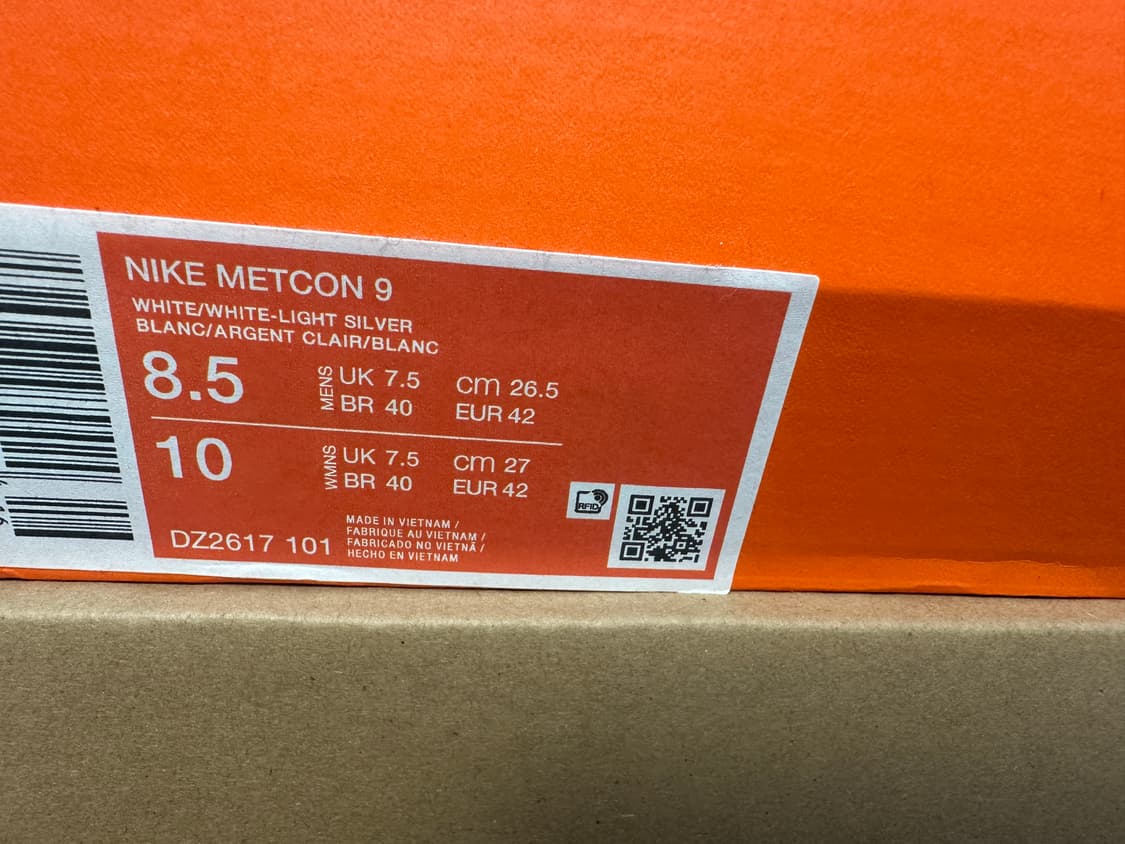 NIKE METCON 9
WHITE/WHITE-LIGHT SILVER
BLANC/ARGENT CLAIR/BLANC
8.5 MENS UK 7.5 cm 26.5
BR 40 EUR 42
10 WMNS UK 7.5 cm 27
BR 40 EUR 42
DZ2617 101
MADE IN VIETNAM /
FABRIQUE AU VIETNAM /
FABRICADO NO VIETNÃ /
HECHO EN VIETNAM
RFID